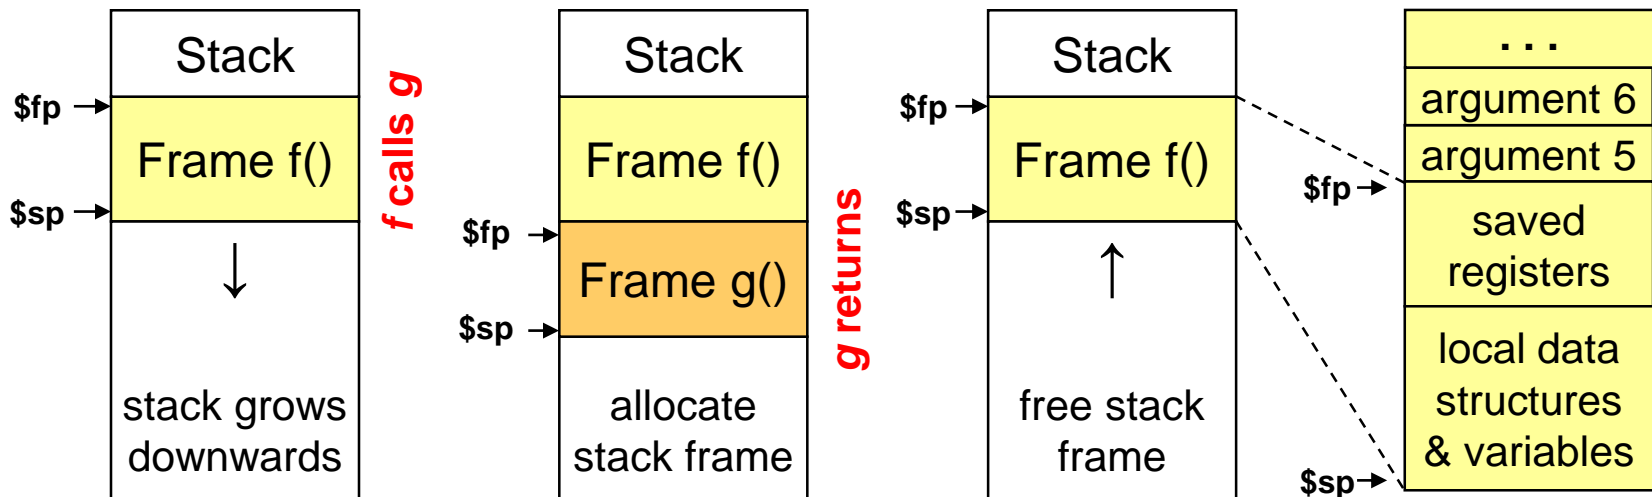 Stack
$fp
Frame f()
$sp
stack grows
downwards
f calls g
Stack
Frame f()
$fp
Frame g()
$sp
allocate
stack frame
g returns
Stack
$fp
Frame f()
$sp
free stack
frame
. . .
argument 6
argument 5
$fp
saved
registers
local data
structures
& variables
$sp